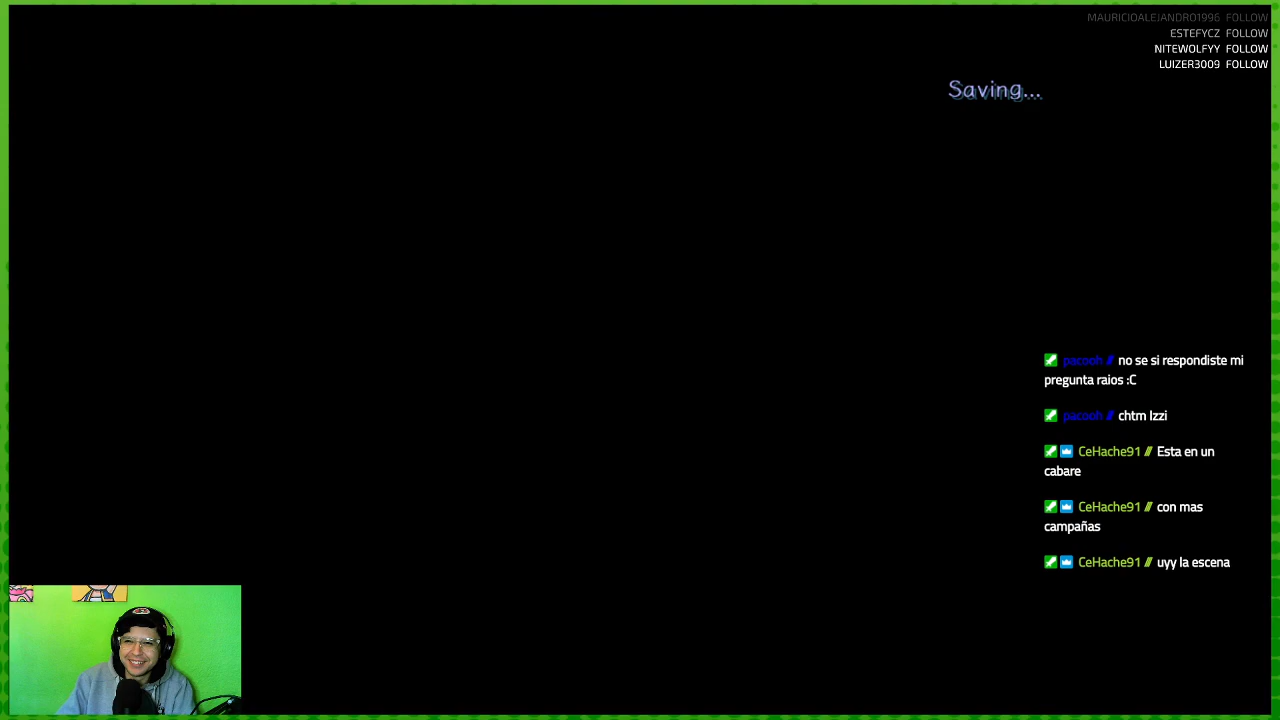 MAURICIOALEJANDRO1996 FOLLOW
ESTEFYCZ FOLLOW
NITEWOLFYY FOLLOW
LUIZER3009 FOLLOW
Saving...
pacooh // no se si respondiste mi
pregunta raios :C
pacooh // chtm Izzi
CeHache91 // Esta en un
cabare
CeHache91 // con mas
campañas
CeHache91 // uyy la escena